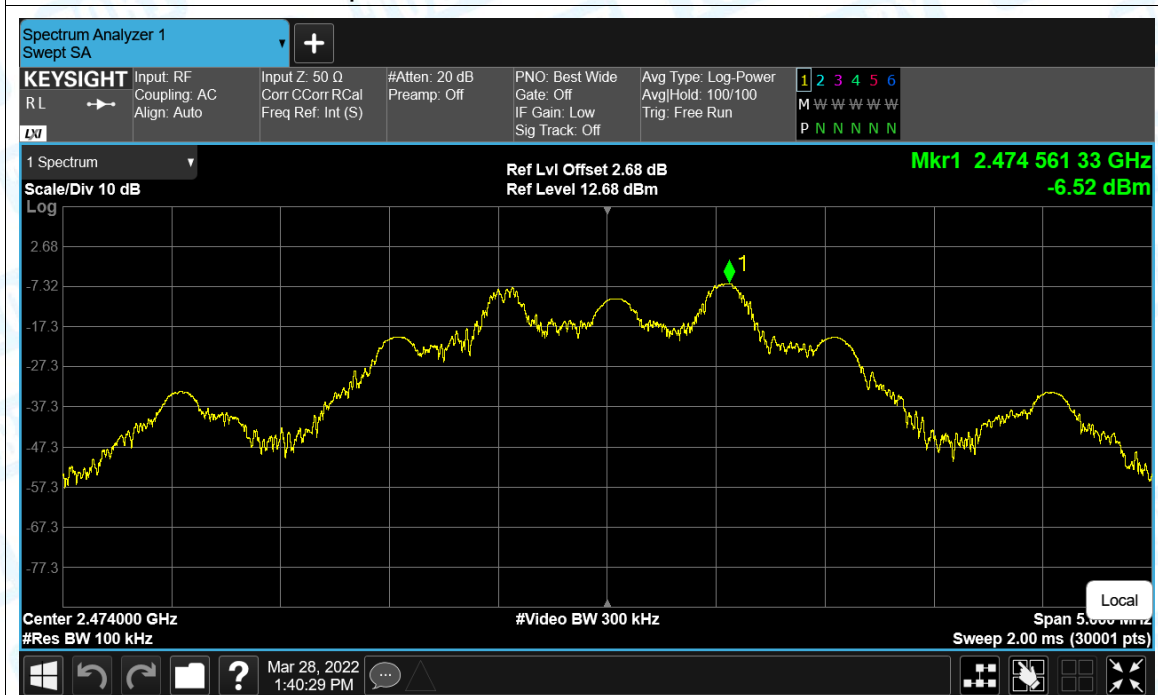 Spectrum Analyzer 1
Swept SA
+
KEYSIGHT
R L
LXI
Input: RF
Coupling: AC
Align: Auto
Input Z: 50 Ω
Corr CCorr RCal
Freq Ref: Int (S)
#Atten: 20 dB
Preamp: Off
PNO: Best Wide
Gate: Off
IF Gain: Low
Sig Track: Off
Avg Type: Log-Power
Avg|Hold: 100/100
Trig: Free Run
1 2 3 4 5 6
M W W W W W
P N N N N N
1 Spectrum
Scale/Div 10 dB
Log
Ref Lvl Offset 2.68 dB
Ref Level 12.68 dBm
Mkr1 2.474 561 33 GHz
-6.52 dBm
1
2.68
-7.32
-17.3
-27.3
-37.3
-47.3
-57.3
-67.3
-77.3
Local
Center 2.474000 GHz
#Video BW 300 kHz
Span 5.000 MHz
#Res BW 100 kHz
Sweep 2.00 ms (30001 pts)
?
Mar 28, 2022
1:40:29 PM